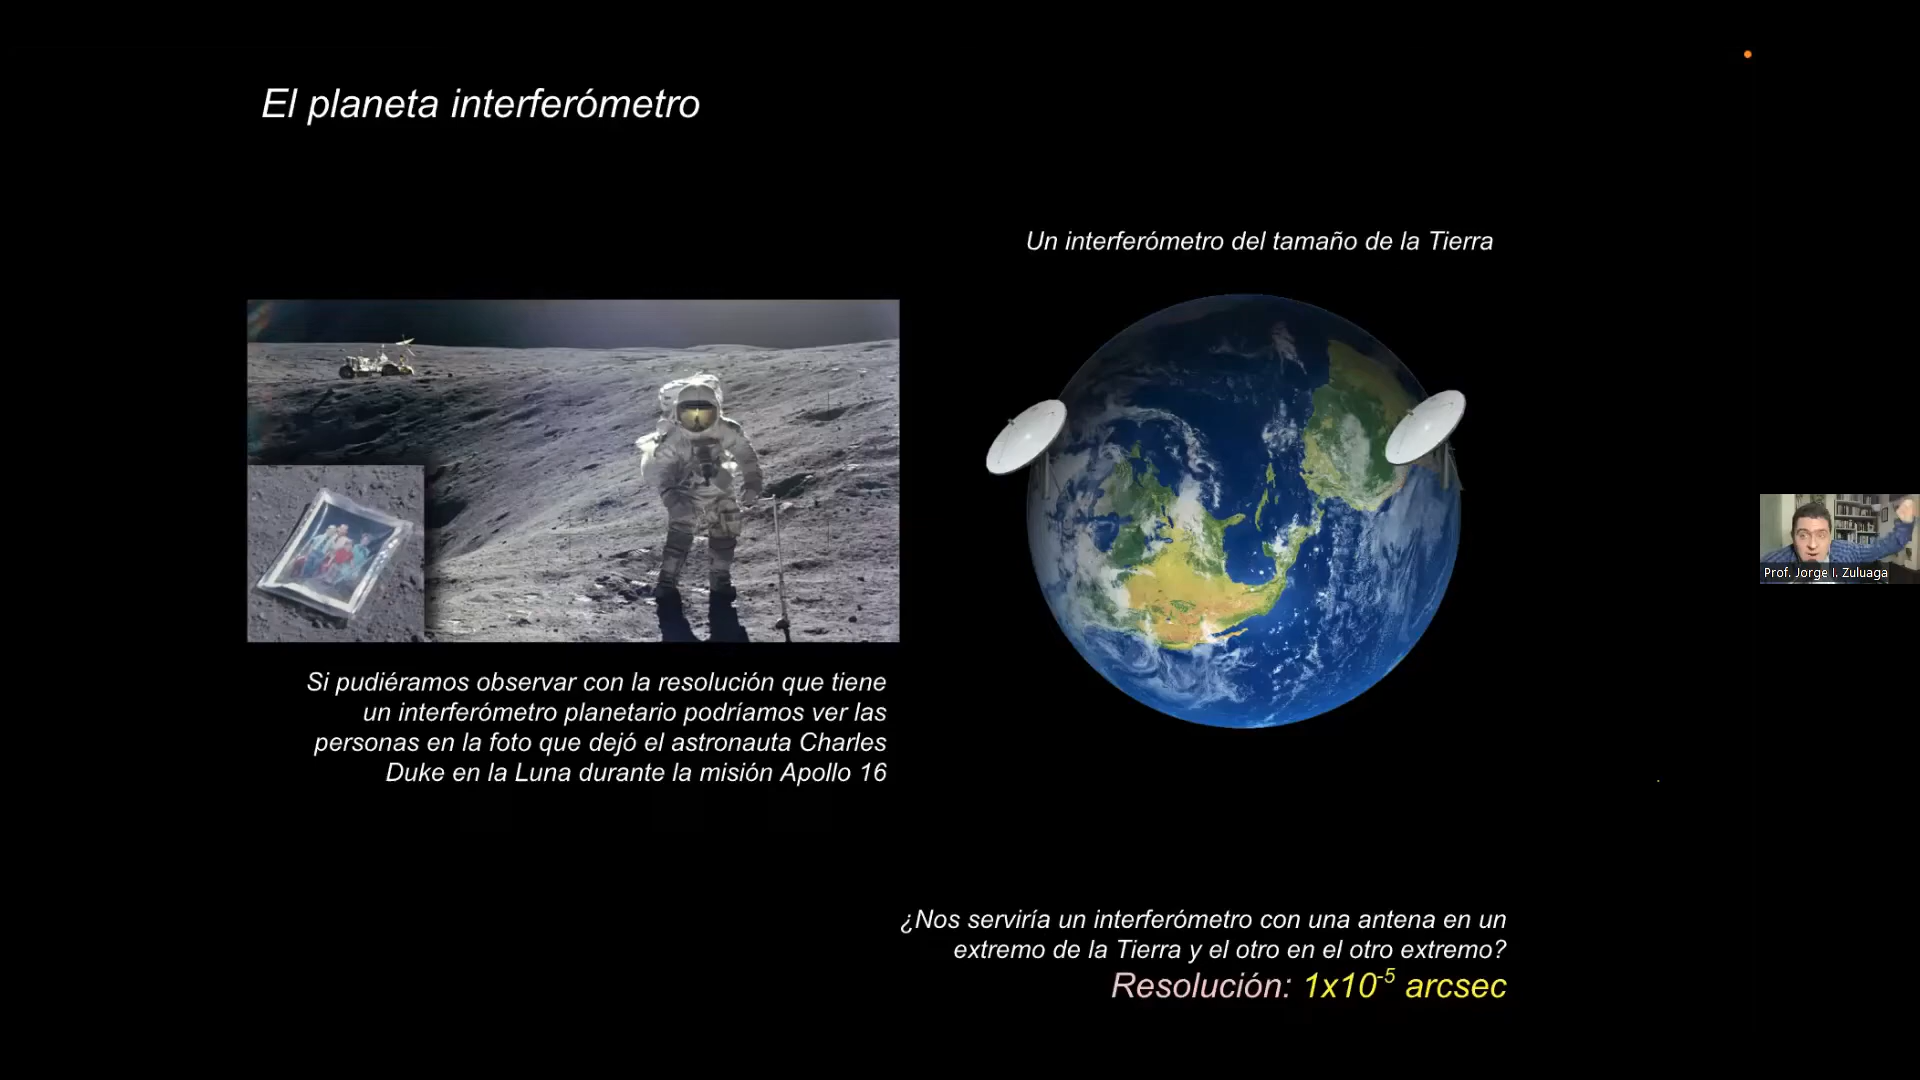 El planeta interferómetro
Un interferómetro del tamaño de la Tierra
Si pudiéramos observar con la resolución que tiene
un interferómetro planetario podríamos ver las
personas en la foto que dejó el astronauta Charles
Duke en la Luna durante la misión Apollo 16
Prof. Jorge I. Zuluaga
¿Nos serviría un interferómetro con una antena en un
extremo de la Tierra y el otro en el otro extremo?
Resolución: 1x10⁻⁵ arcsec